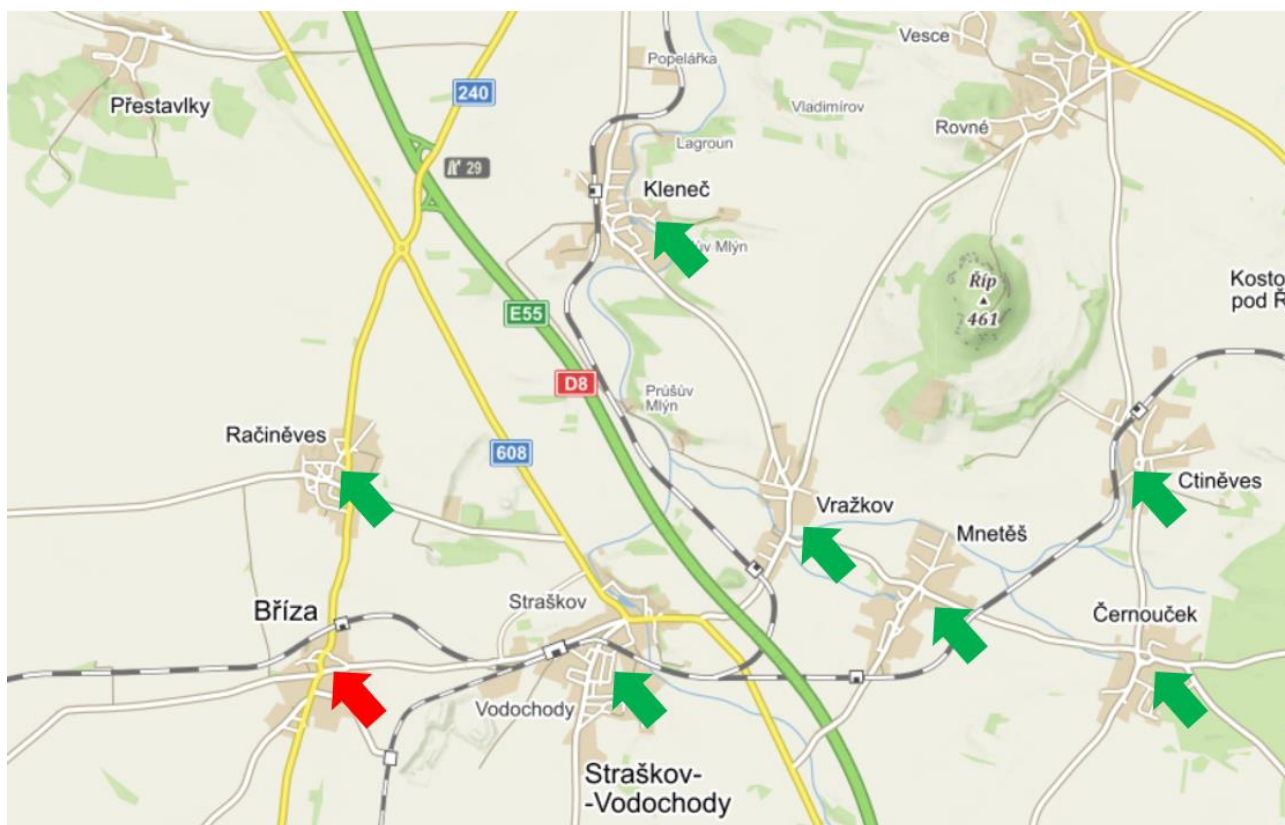 Vesce
Popelářka
240
Přestavlky
Vladimírov
Rovné
Lagroun
29
Kleneč
Mlýn
Říp
461
Kosto
pod Ř
E55
D8
Průšův
Mlýn
Račiněves
608
Ctiněves
Vražkov
Mnetěš
Straškov
Bříza
Černouček
Vodochody
Straškov-
-Vodochody